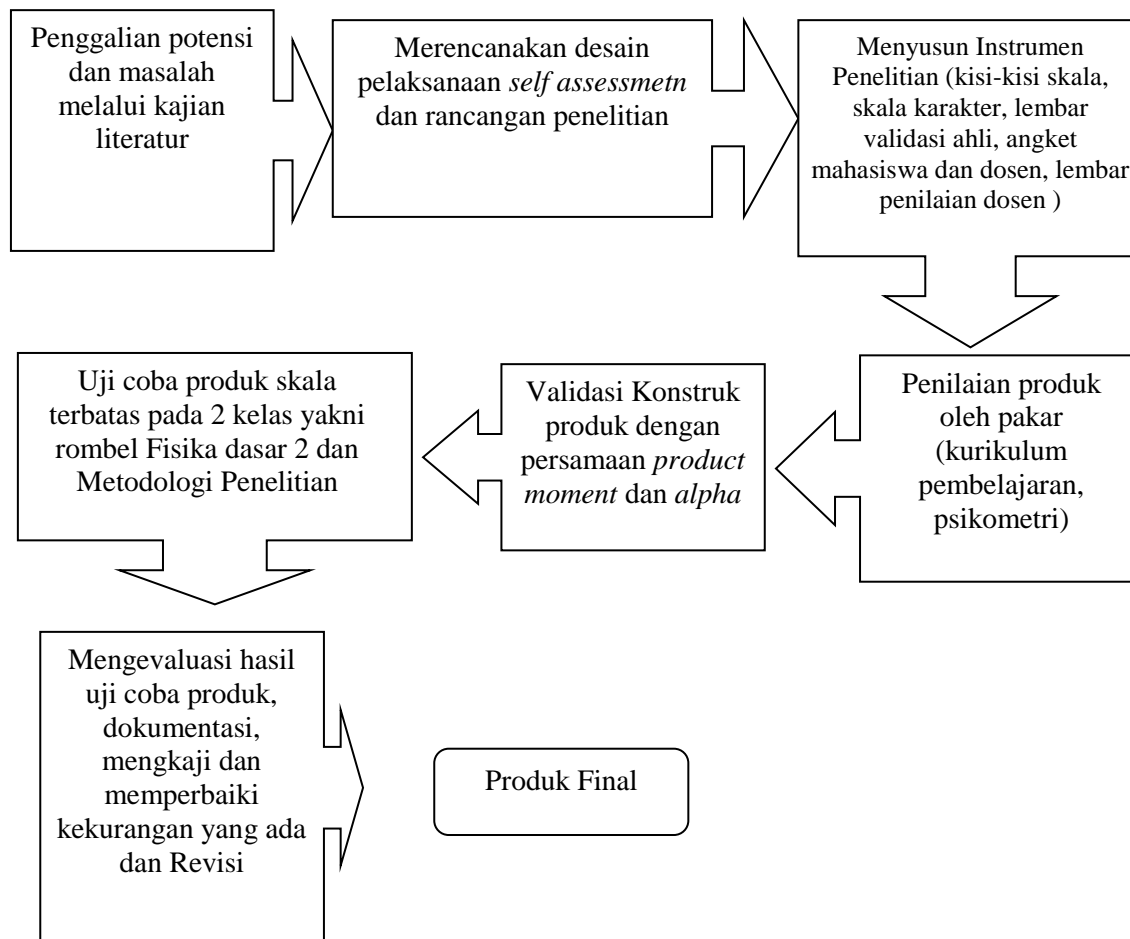 Penggalian potensi
dan masalah
melalui kajian
literatur
Merencanakan desain
pelaksanaan self assessmetn
dan rancangan penelitian
Menyusun Instrumen
Penelitian (kisi-kisi skala,
skala karakter, lembar
validasi ahli, angket
mahasiswa dan dosen, lembar
penilaian dosen )
Penilaian produk
oleh pakar
(kurikulum
pembelajaran,
psikometri)
Validasi Konstruk
produk dengan
persamaan product
moment dan alpha
Uji coba produk skala
terbatas pada 2 kelas yakni
rombel Fisika dasar 2 dan
Metodologi Penelitian
Mengevaluasi hasil
uji coba produk,
dokumentasi,
mengkaji dan
memperbaiki
kekurangan yang ada
dan Revisi
Produk Final